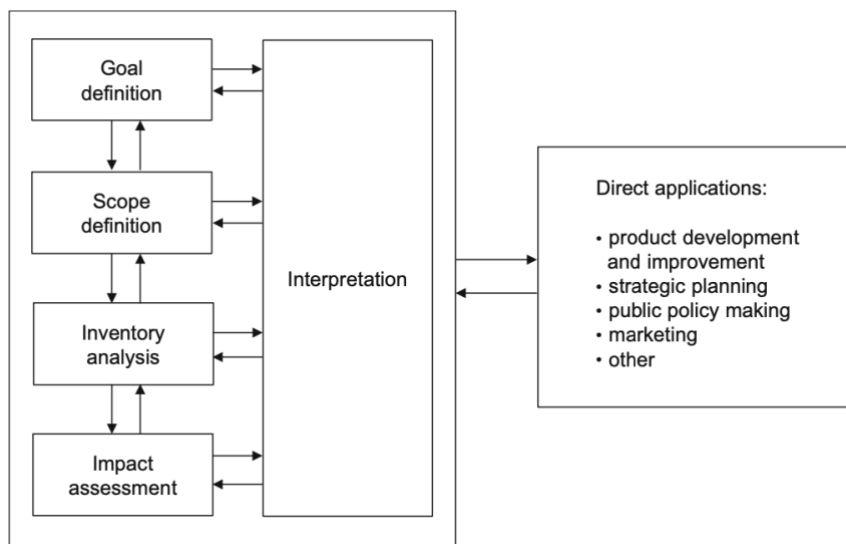 Goal
definition
Scope
definition
Inventory
analysis
Impact
assessment
Interpretation
Direct applications:
• product development
and improvement
• strategic planning
• public policy making
• marketing
• other